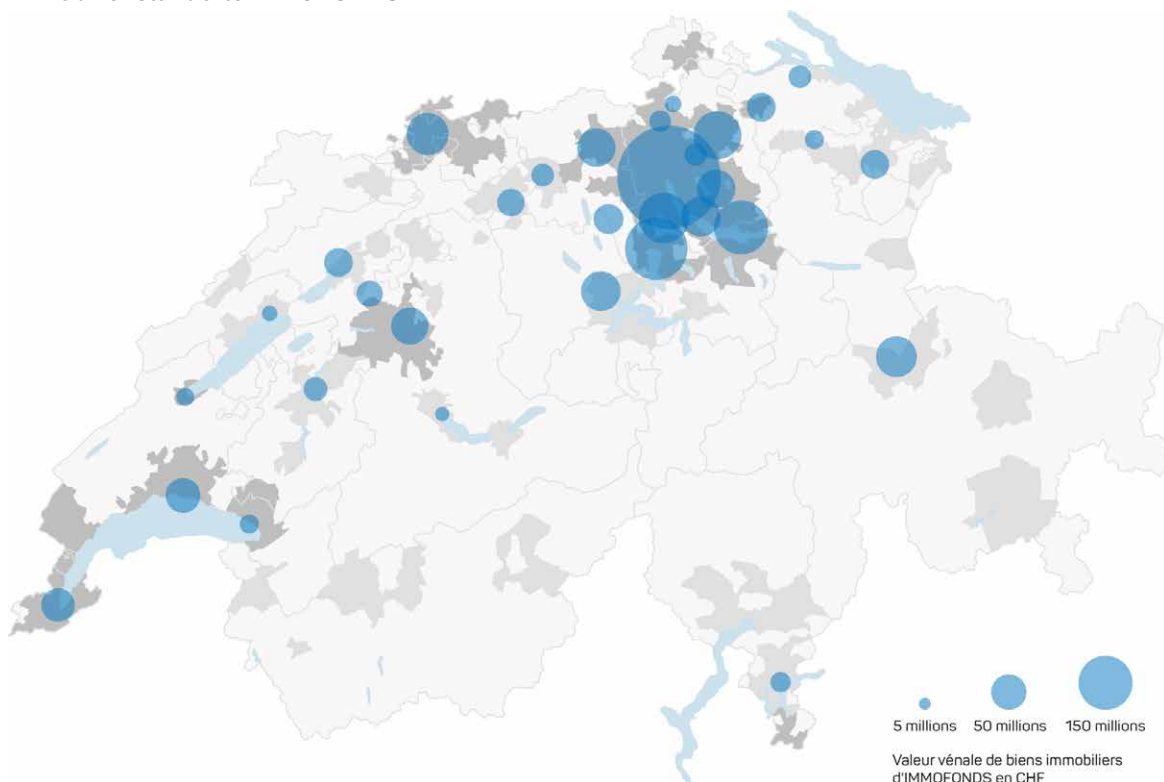 5 millions 50 millions 150 millions
Valeur vénale de biens immobiliers
d'IMMOFONDS en CHF